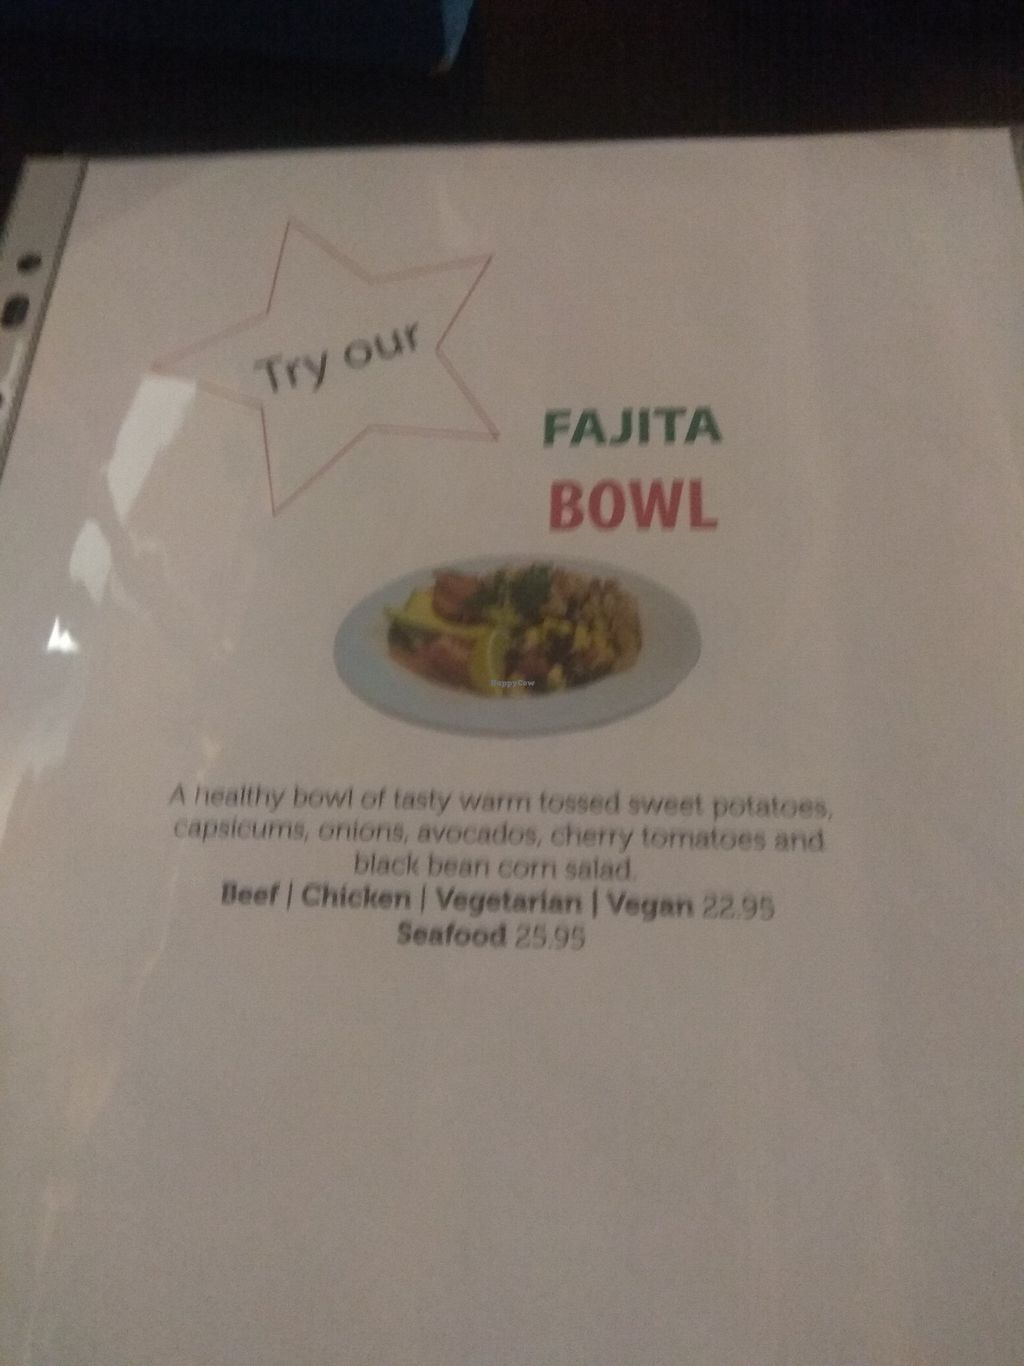 Try our
FAJITA
BOWL
HappyCow
A healthy bowl of tasty warm tossed sweet potatoes,
capsicums, onions, avocados, cherry tomatoes and
black bean corn salad.
Beef | Chicken | Vegetarian | Vegan 22.95
Seafood 25.95